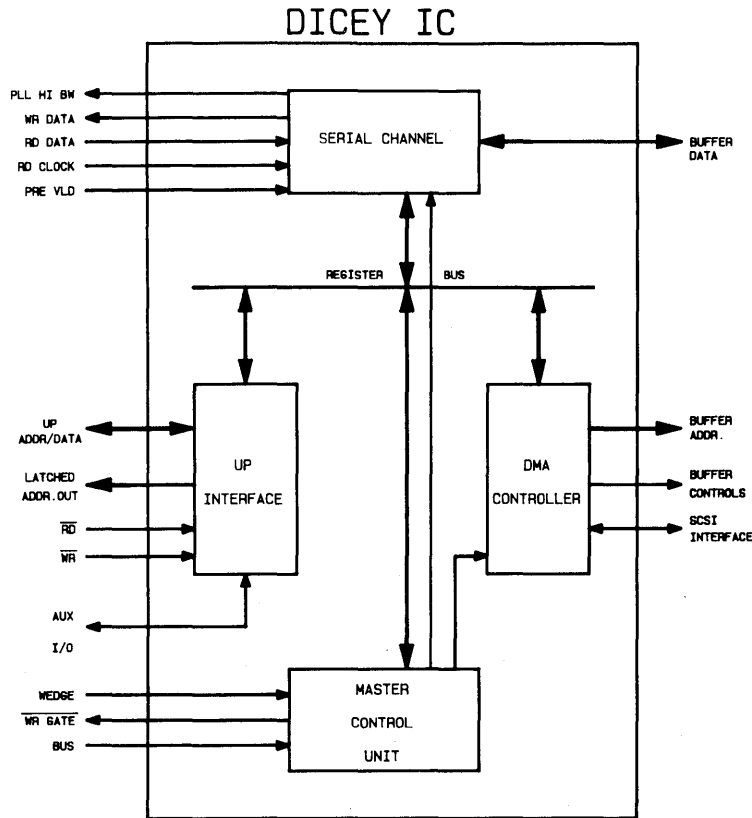 DICEY IC
PLL HI BW
WR DATA
RD DATA
RD CLOCK
PRE VLD
SERIAL CHANNEL
BUFFER
DATA
REGISTER BUS
UP
ADDR/DATA
LATCHED
ADDR.OUT
RD
WR
AUX
I/O
UP
INTERFACE
DMA
CONTROLLER
BUFFER
ADDR.
BUFFER
CONTROLS
SCSI
INTERFACE
WEDGE
WR GATE
BUS
MASTER
CONTROL
UNIT